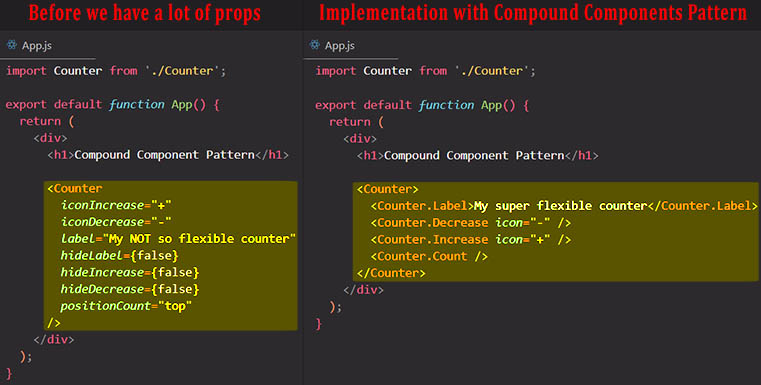 Before we have a lot of props
App.js
import Counter from './Counter';
export default function App() {
return (
<div>
<h1>Compound Component Pattern</h1>
<Counter
iconIncrease="+"
iconDecrease="-"
label="My NOT so flexible counter"
hideLabel={false}
hideIncrease={false}
hideDecrease={false}
positionCount="top"
/>
</div>
);
}
Implementation with Compound Components Pattern
App.js
import Counter from './Counter';
export default function App() {
return (
<div>
<h1>Compound Component Pattern</h1>
<Counter>
<Counter.Label>My super flexible counter</Counter.Label>
<Counter.Decrease icon="-" />
<Counter.Increase icon="+" />
<Counter.Count />
</Counter>
</div>
);
}